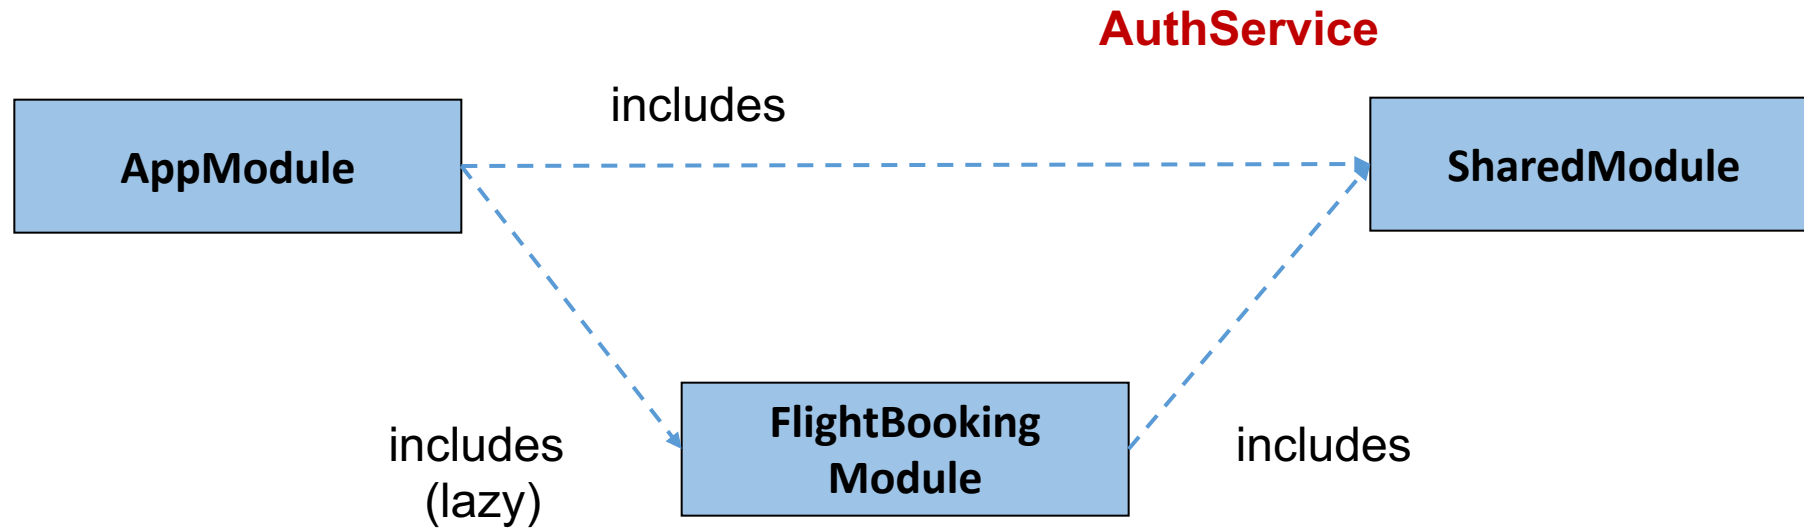 AuthService
includes
AppModule
SharedModule
FlightBooking
Module
includes
(lazy)
includes